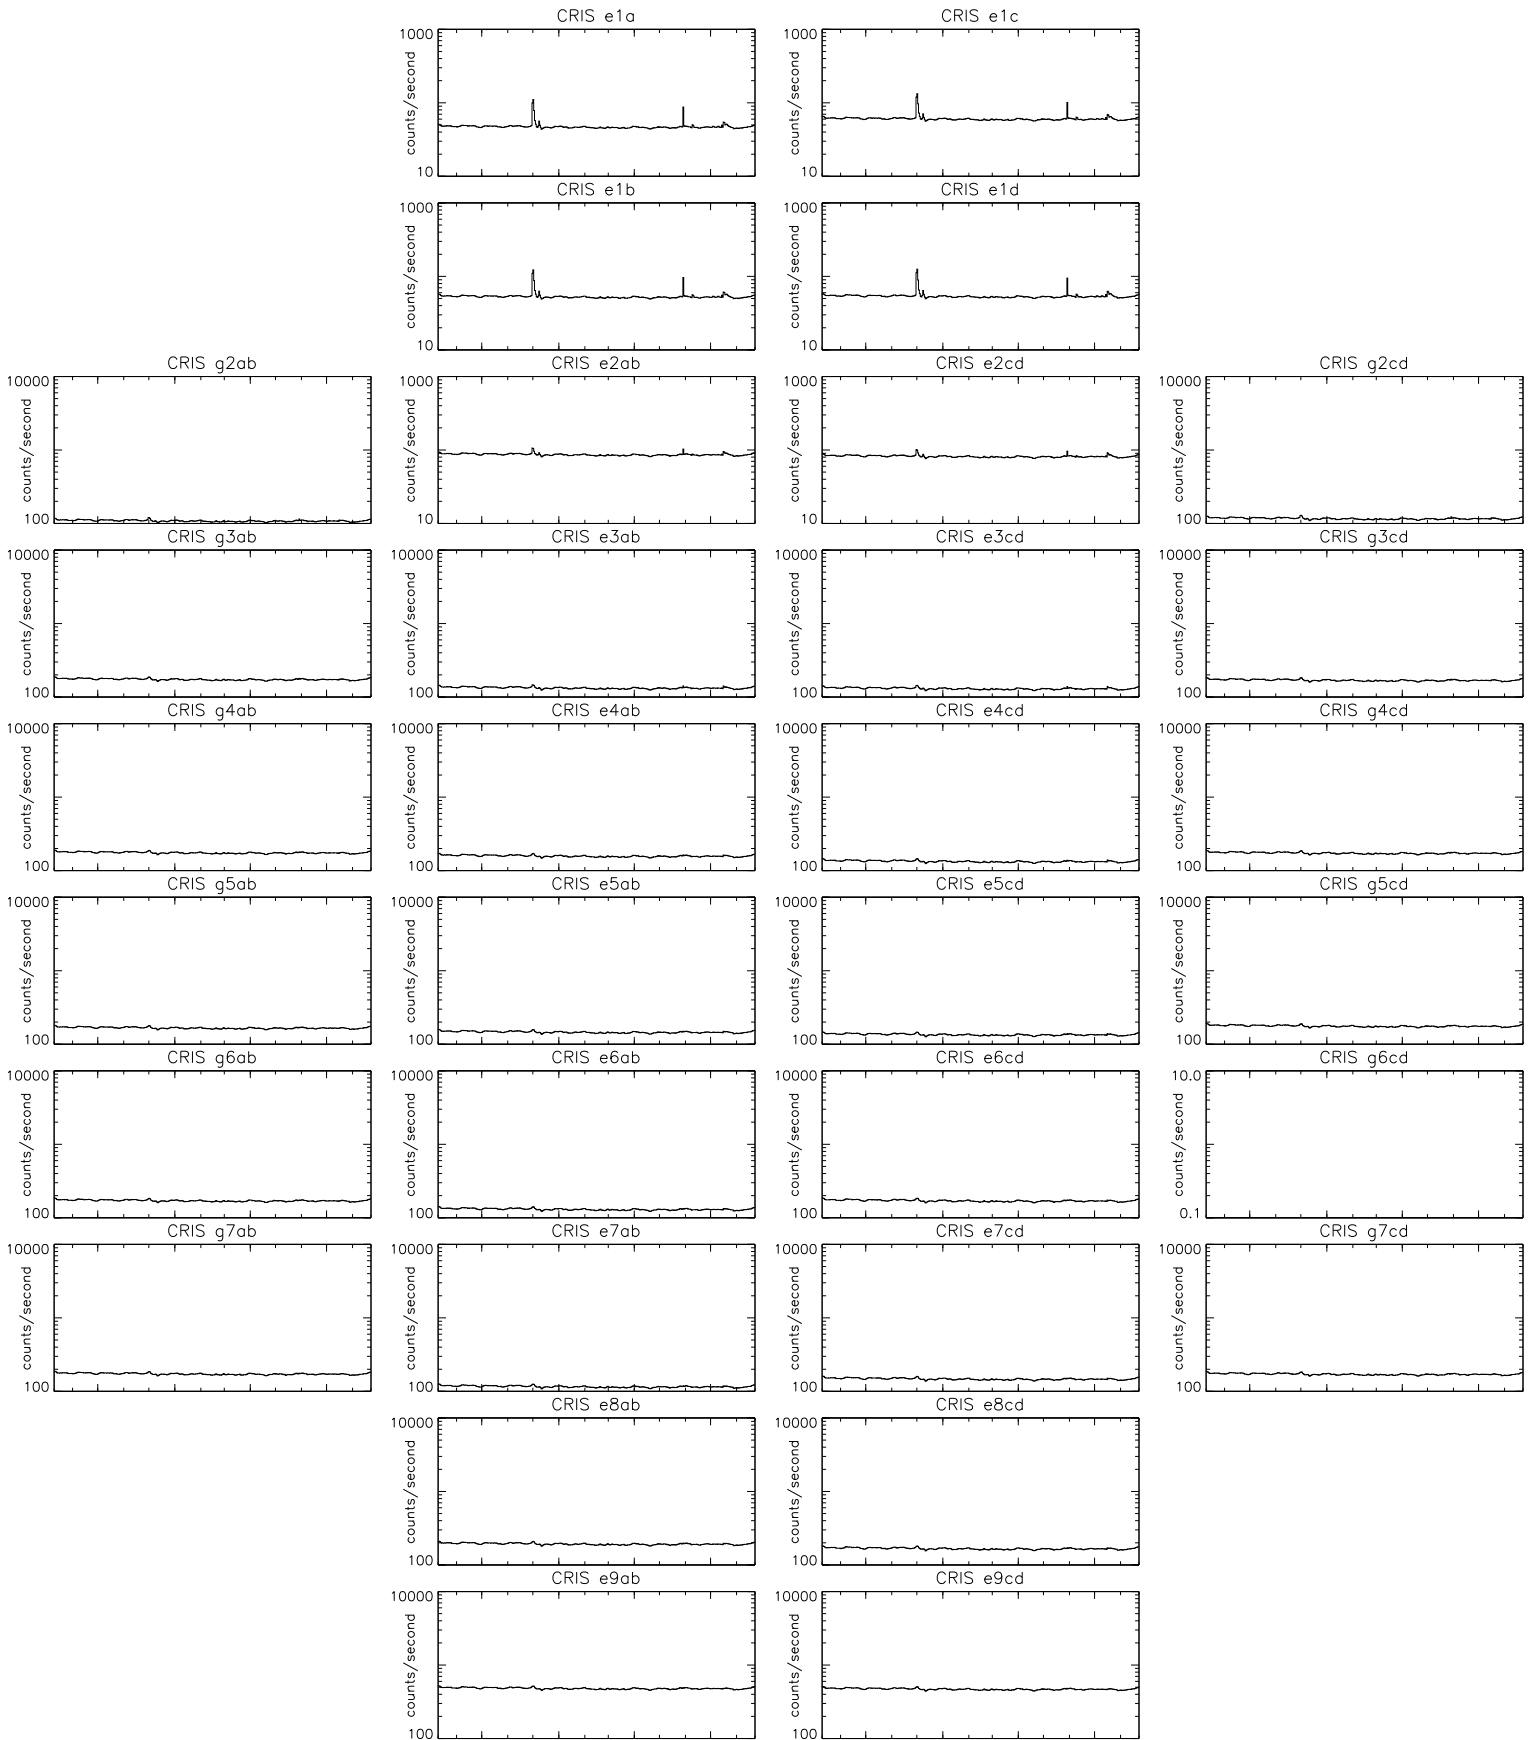 CRIS e1a
CRIS e1c
1000
counts/second
10
1000
counts/second
10
CRIS e1b
CRIS e1d
1000
counts/second
10
1000
counts/second
10
CRIS g2ab
CRIS e2ab
CRIS e2cd
CRIS g2cd
10000
counts/second
100
1000
counts/second
10
1000
counts/second
10
10000
counts/second
100
CRIS g3ab
CRIS e3ab
CRIS e3cd
CRIS g3cd
10000
counts/second
100
10000
counts/second
100
10000
counts/second
100
10000
counts/second
100
CRIS g4ab
CRIS e4ab
CRIS e4cd
CRIS g4cd
10000
counts/second
100
10000
counts/second
100
10000
counts/second
100
10000
counts/second
100
CRIS g5ab
CRIS e5ab
CRIS e5cd
CRIS g5cd
10000
counts/second
100
10000
counts/second
100
10000
counts/second
100
10000
counts/second
100
CRIS g6ab
CRIS e6ab
CRIS e6cd
CRIS g6cd
10000
counts/second
100
10000
counts/second
100
10000
counts/second
100
10.0
counts/second
0.1
CRIS g7ab
CRIS e7ab
CRIS e7cd
CRIS g7cd
10000
counts/second
100
10000
counts/second
100
10000
counts/second
100
10000
counts/second
100
CRIS e8ab
CRIS e8cd
10000
counts/second
100
10000
counts/second
100
CRIS e9ab
CRIS e9cd
10000
counts/second
100
10000
counts/second
100